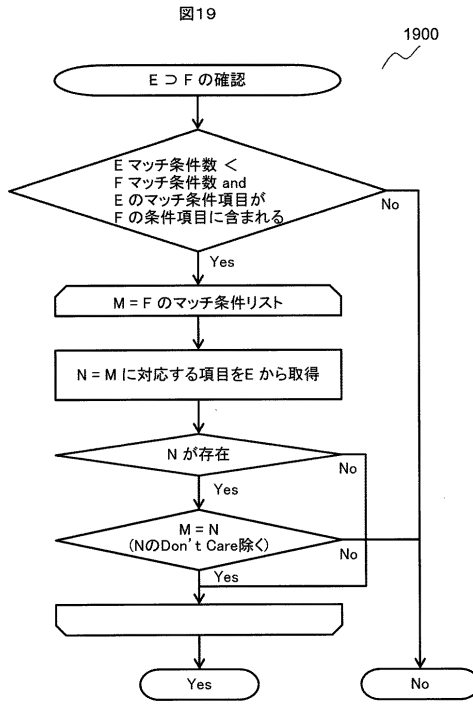 図19
1900
E ⊃ F の確認
E マッチ条件数 <
F マッチ条件数 and
E のマッチ条件項目が
F の条件項目に含まれる
No
Yes
M = F のマッチ条件リスト
N = M に対応する項目をE から取得
N が存在
No
Yes
M = N
(NのDon't Care除く)
No
Yes
Yes
No